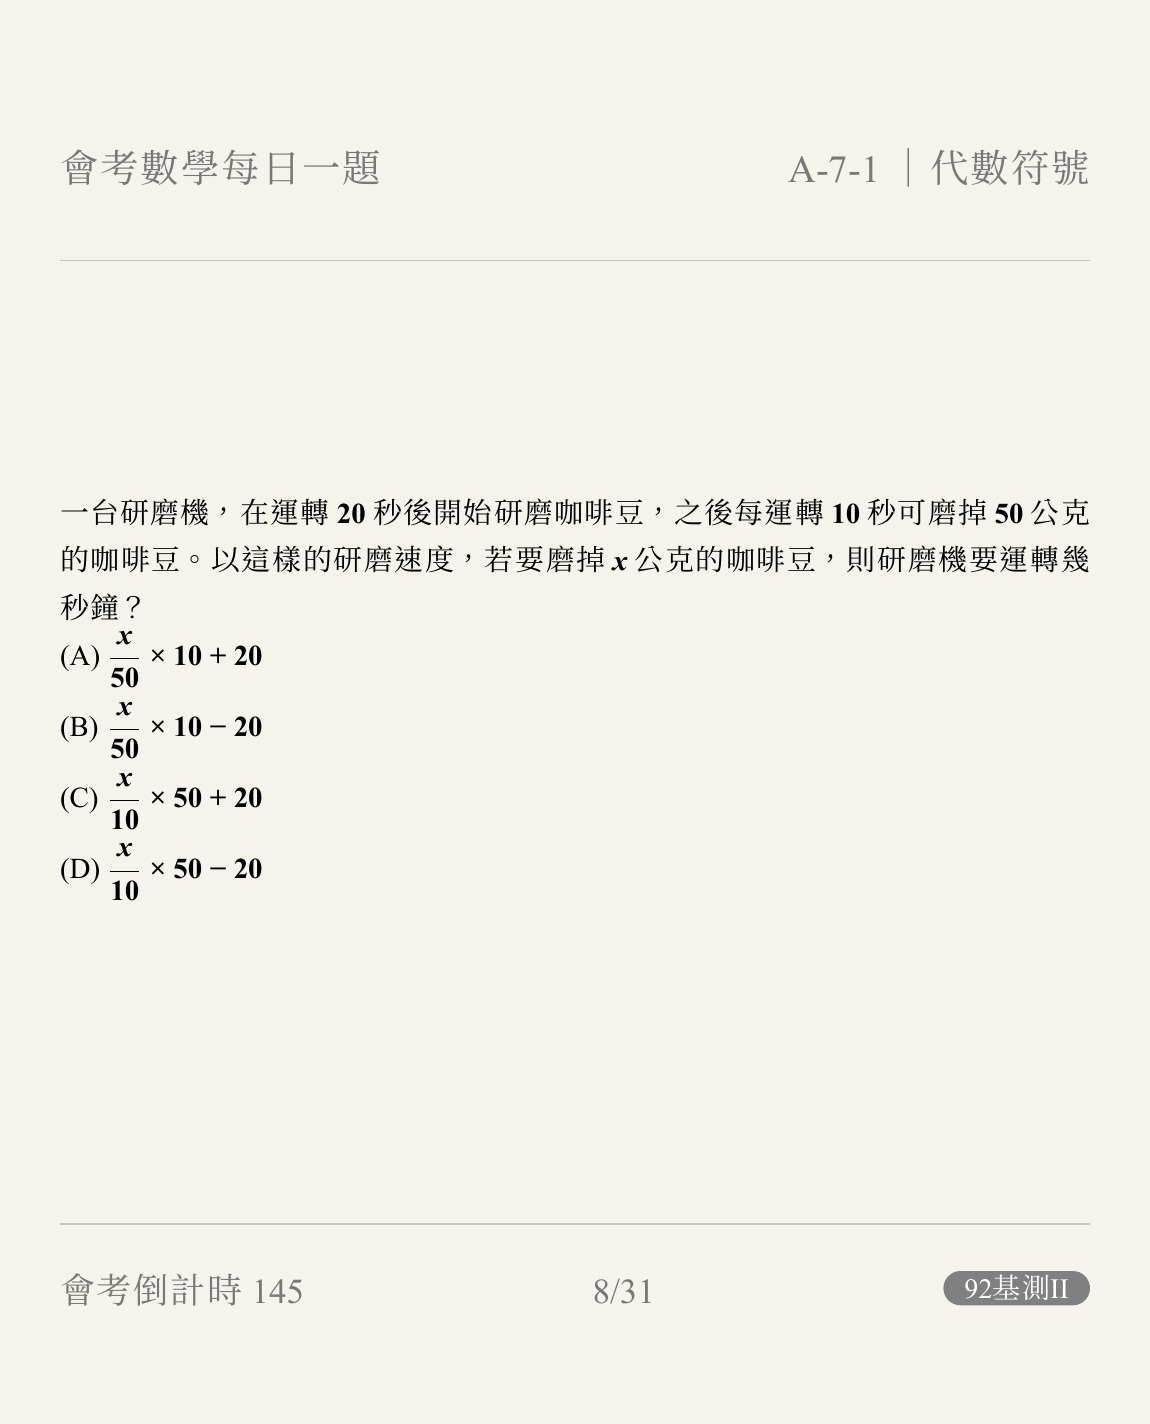 會考數學每日一題
A-7-1 ｜代數符號
一台研磨機，在運轉 20 秒後開始研磨咖啡豆，之後每運轉 10 秒可磨掉 50 公克
的咖啡豆。以這樣的研磨速度，若要磨掉 x 公克的咖啡豆，則研磨機要運轉幾
秒鐘？
(A) x/50 × 10 + 20
(B) x/50 × 10 − 20
(C) x/10 × 50 + 20
(D) x/10 × 50 − 20
會考倒計時 145
8/31
92基測II